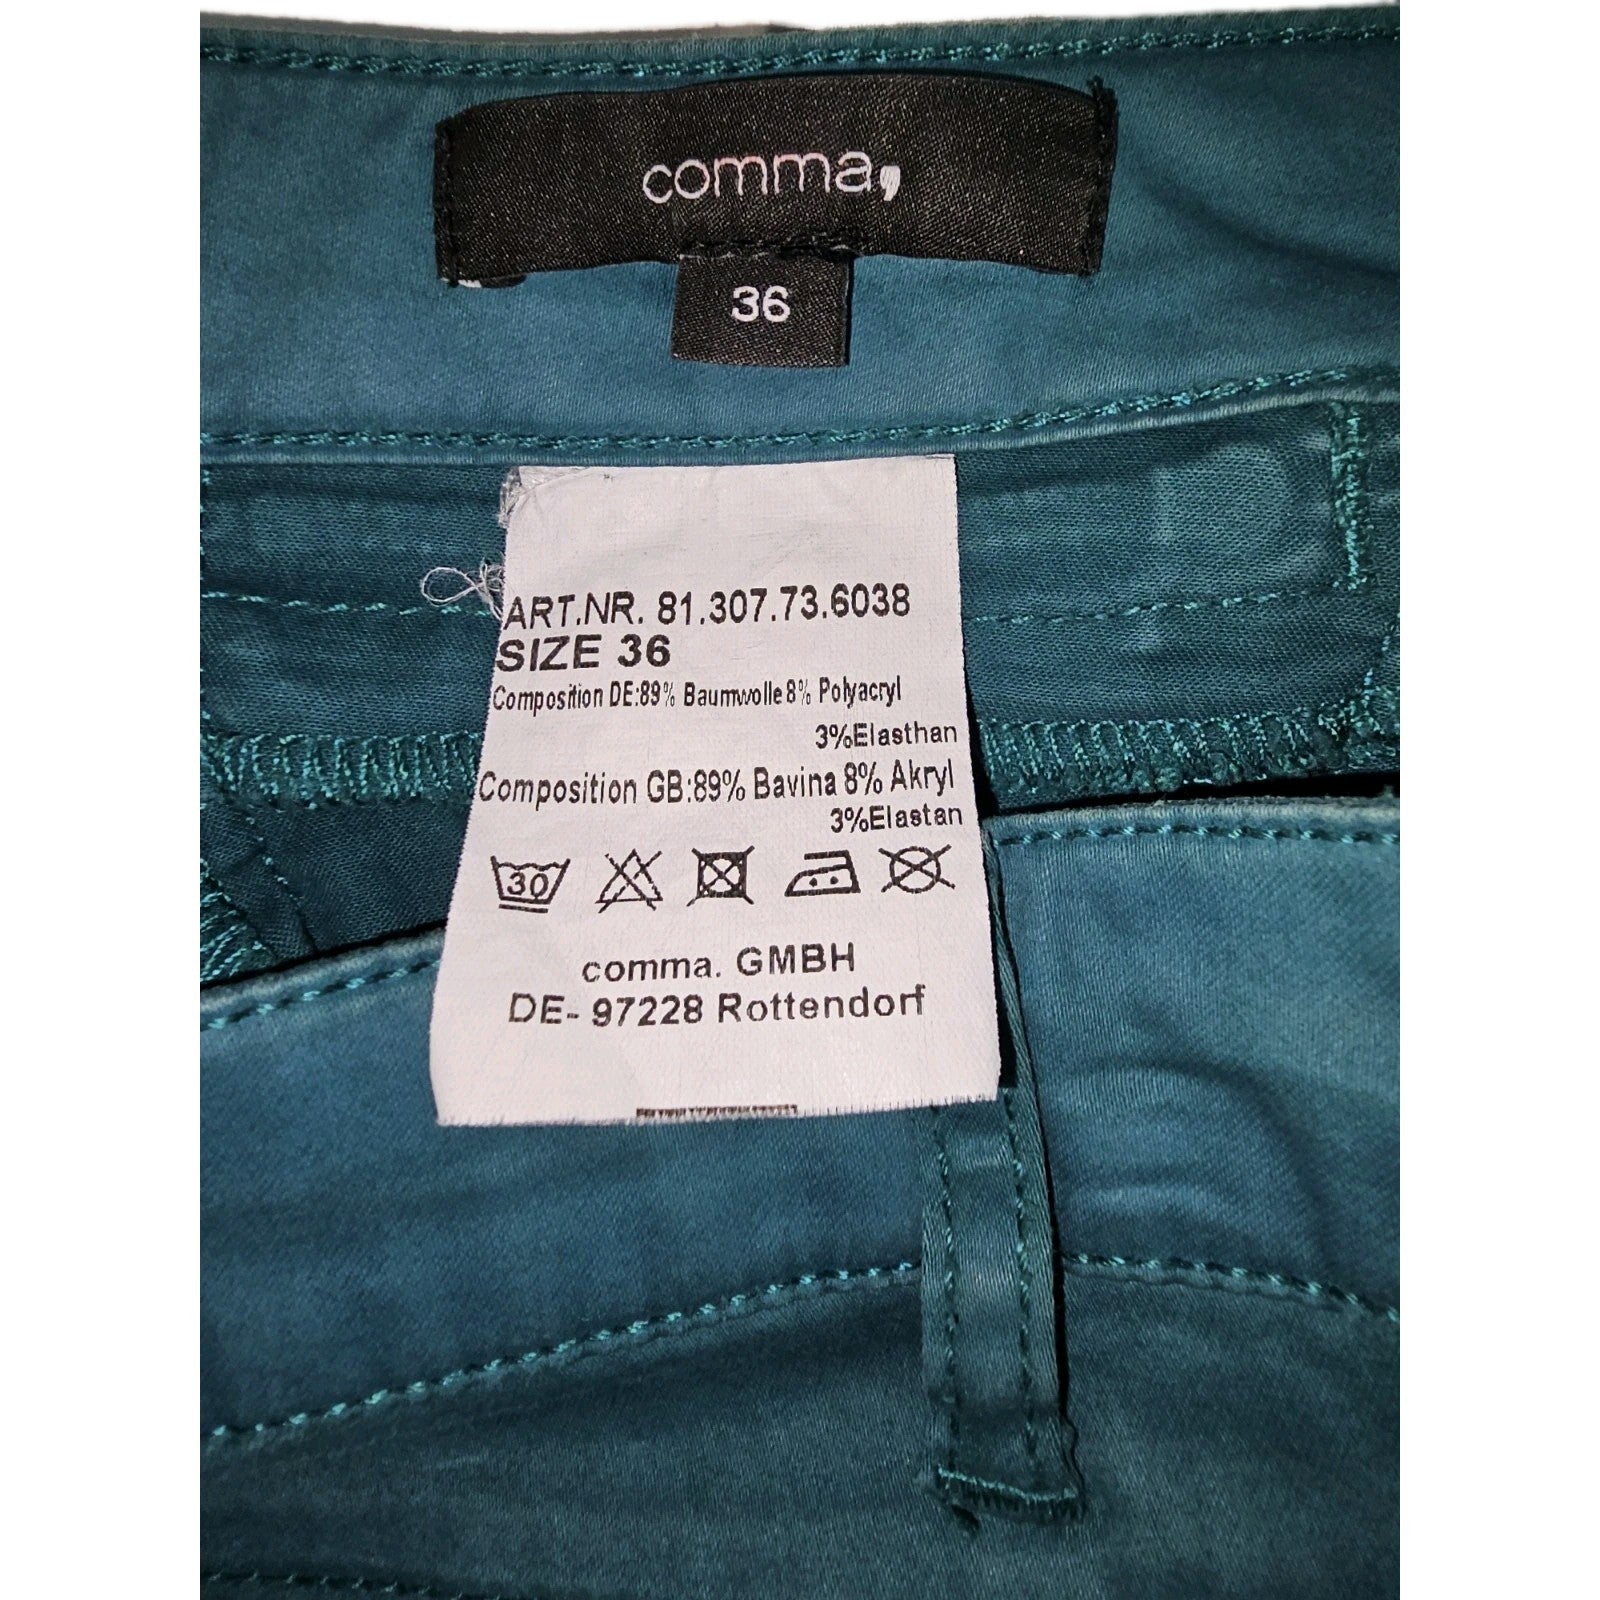 comma,
36
ART.NR. 81.307.73.6038
SIZE 36
Composition DE:89% Baumwolle 8% Polyacryl
3%Elasthan
Composition GB:89% Bavina 8% Akryl
3%Elastan
30
comma. GMBH
DE- 97228 Rottendorf